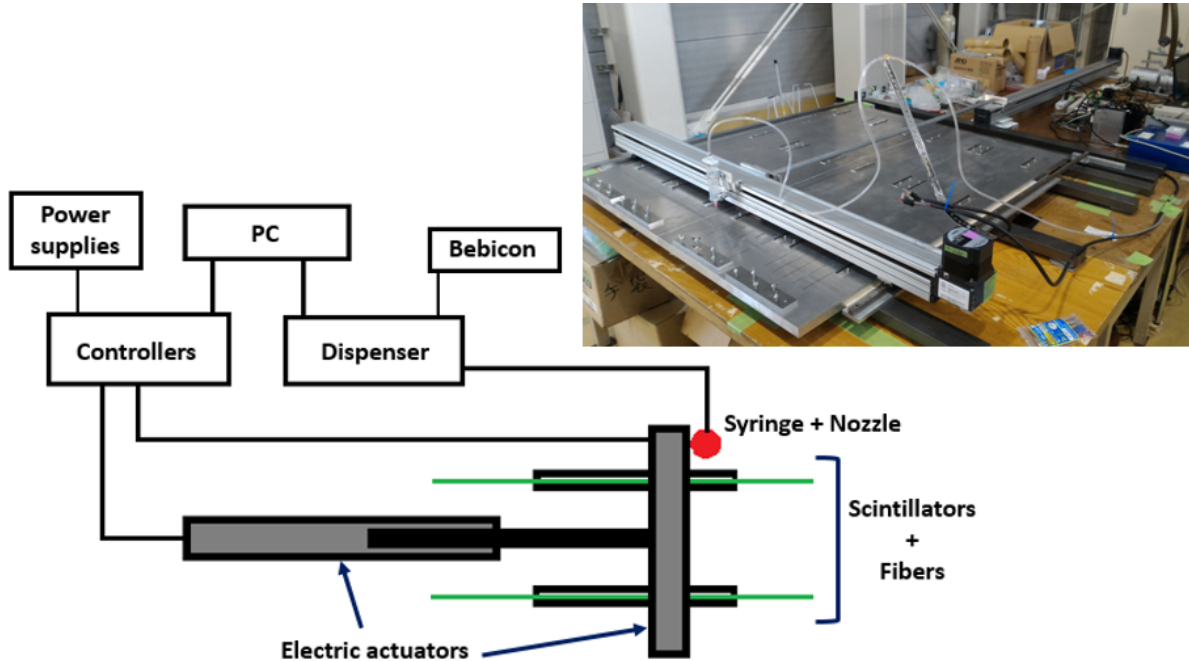 Power
supplies
PC
Bebicon
Controllers
Dispenser
Syringe + Nozzle
Scintillators
+
Fibers
Electric actuators